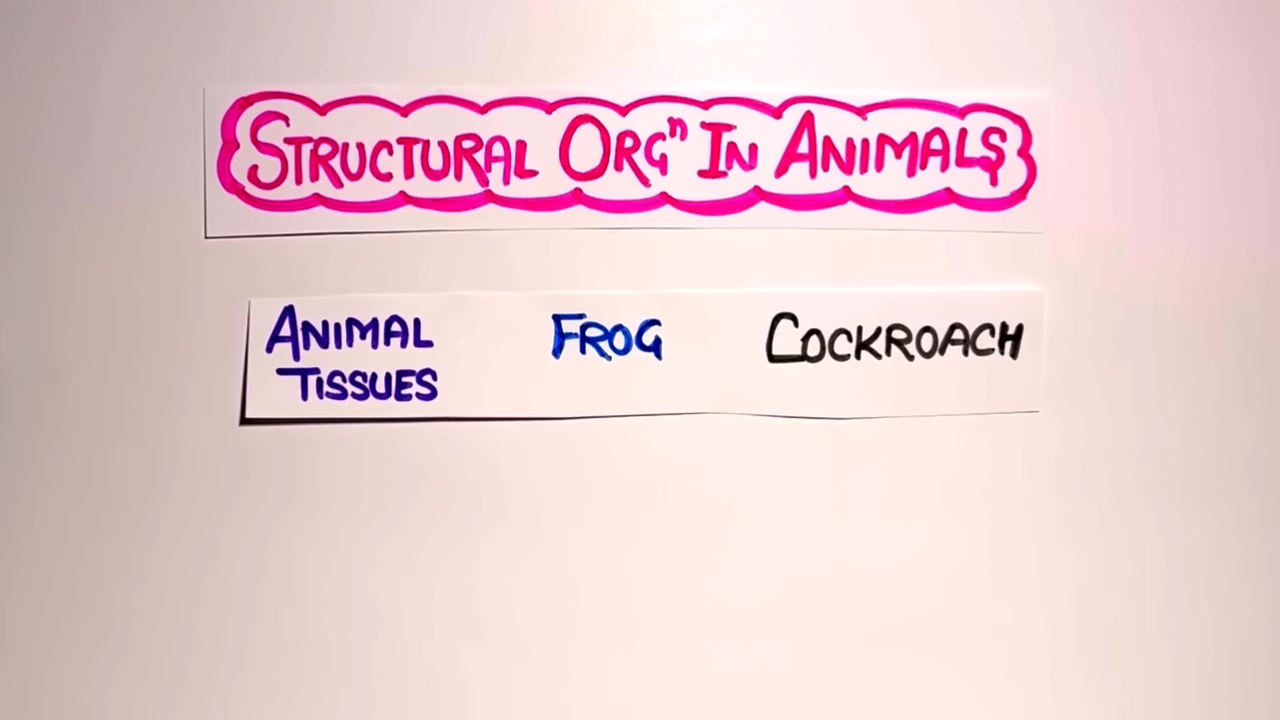 STRUCTURAL ORGⁿ IN ANIMALS
ANIMAL TISSUES
FROG
COCKROACH